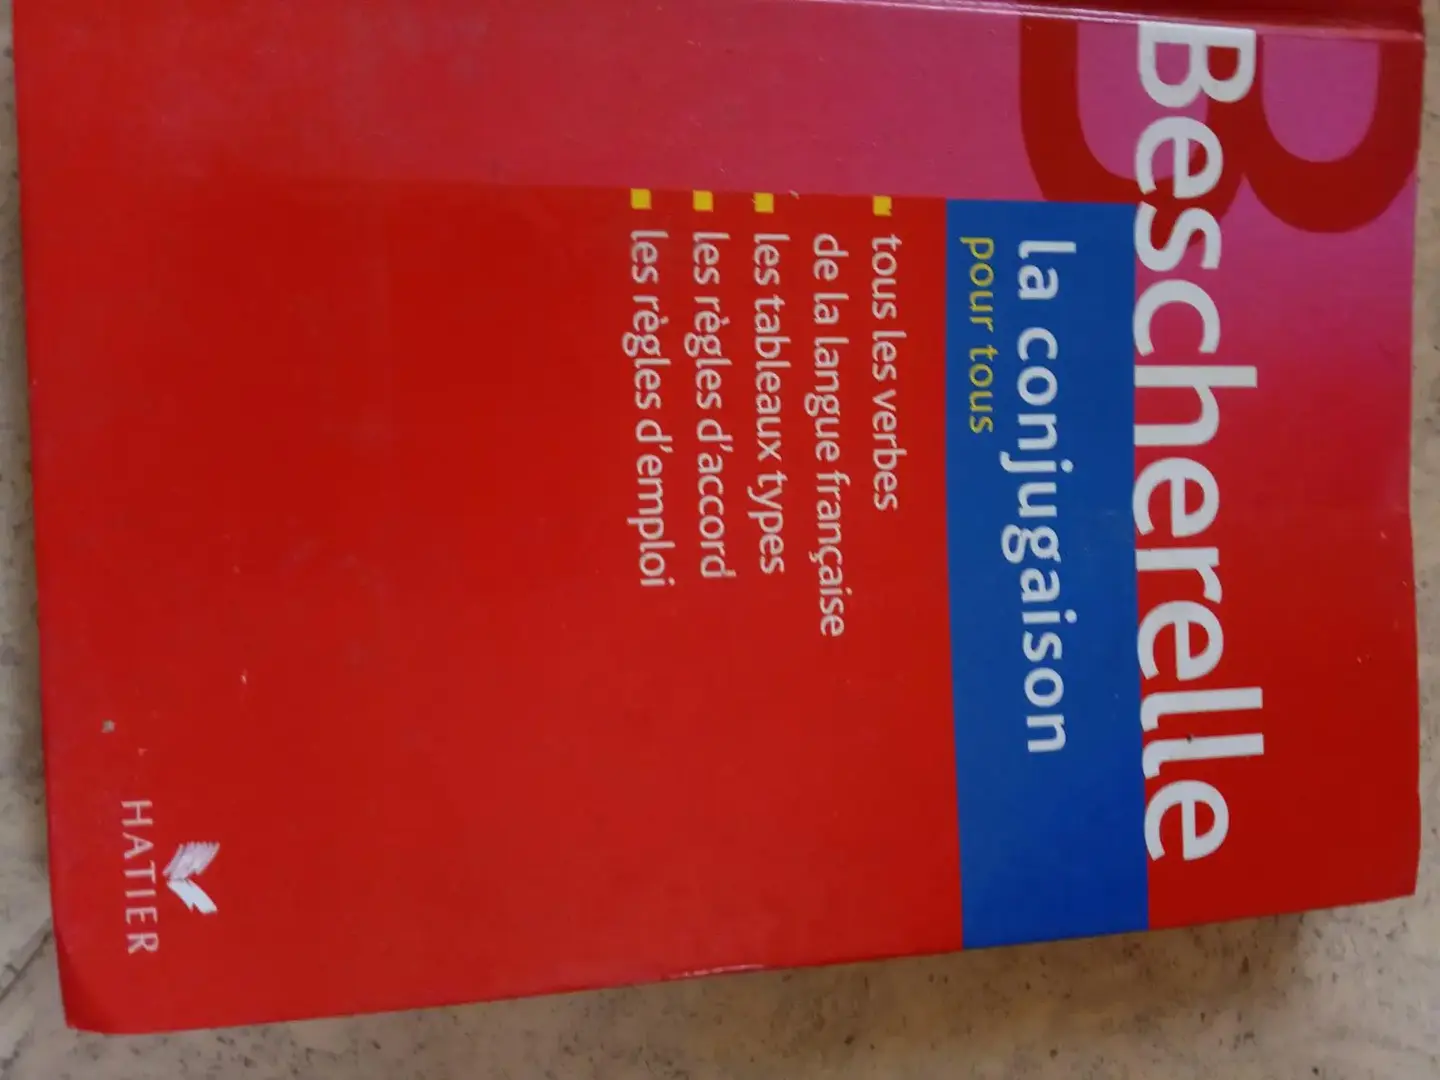 Bescherelle
la conjugaison
pour tous
tous les verbes
de la langue française
les tableaux types
les règles d'accord
les règles d'emploi
HATIER